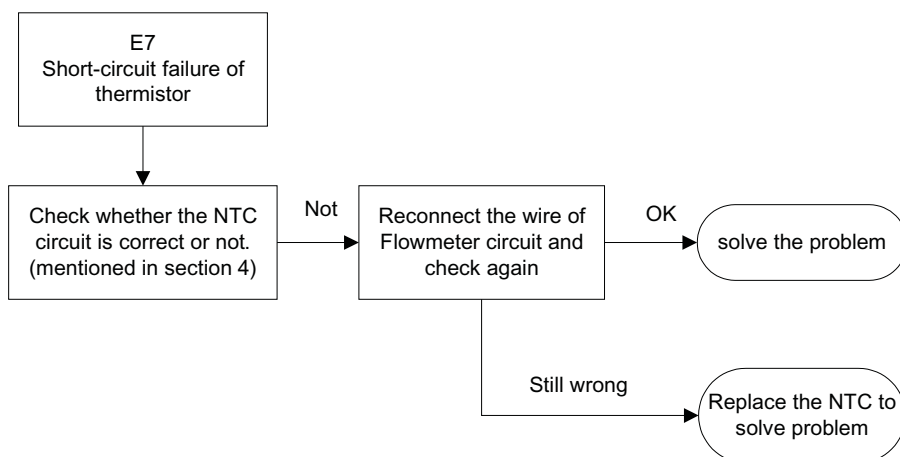 E7
Short-circuit failure of
thermistor
Check whether the NTC
circuit is correct or not.
(mentioned in section 4)
Not
Reconnect the wire of
Flowmeter circuit and
check again
OK
solve the problem
Still wrong
Replace the NTC to
solve problem